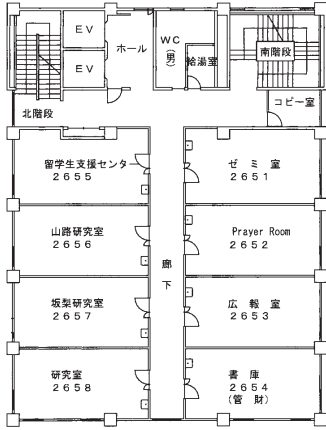 EV
EV
ホール
WC
(男)
給湯室
南階段
コピー室
北階段
留学生支援センター
2655
ゼミ室
2651
山路研究室
2656
Prayer Room
2652
廊下
坂梨研究室
2657
広報室
2653
研究室
2658
書庫
2654
(管財)